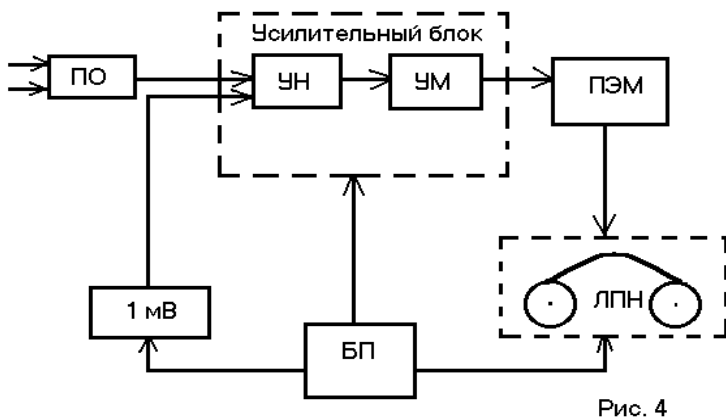 Усилительный блок
ПО
УН
УМ
ПЭМ
1 мВ
БП
ЛПН
Рис. 4